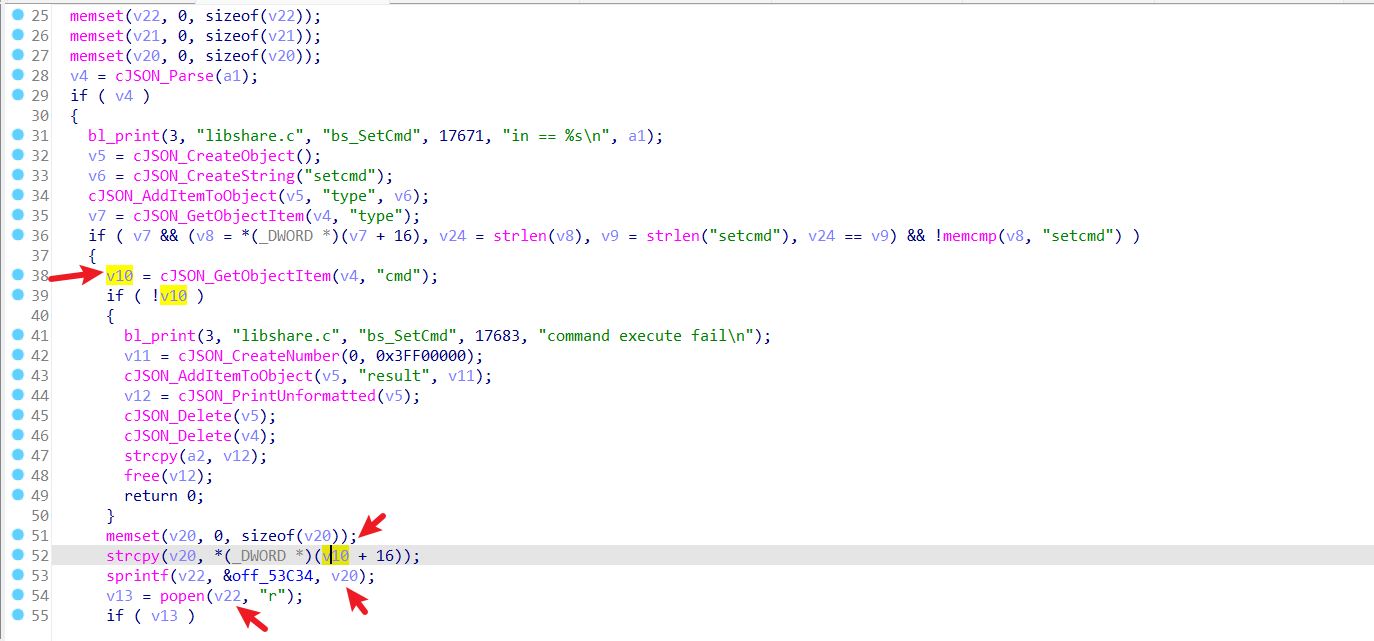 25 memset(v22, 0, sizeof(v22));
26 memset(v21, 0, sizeof(v21));
27 memset(v20, 0, sizeof(v20));
28 v4 = cJSON_Parse(a1);
29 if ( v4 )
30 {
31 bl_print(3, "libshare.c", "bs_SetCmd", 17671, "in == %s\n", a1);
32 v5 = cJSON_CreateObject();
33 v6 = cJSON_CreateString("setcmd");
34 cJSON_AddItemToObject(v5, "type", v6);
35 v7 = cJSON_GetObjectItem(v4, "type");
36 if ( v7 && (v8 = *(_DWORD *)(v7 + 16), v24 = strlen(v8), v9 = strlen("setcmd"), v24 == v9) && !memcmp(v8, "setcmd") )
37 {
38 v10 = cJSON_GetObjectItem(v4, "cmd");
39 if ( !v10 )
40 {
41 bl_print(3, "libshare.c", "bs_SetCmd", 17683, "command execute fail\n");
42 v11 = cJSON_CreateNumber(0, 0x3FF00000);
43 cJSON_AddItemToObject(v5, "result", v11);
44 v12 = cJSON_PrintUnformatted(v5);
45 cJSON_Delete(v5);
46 cJSON_Delete(v4);
47 strcpy(a2, v12);
48 free(v12);
49 return 0;
50 }
51 memset(v20, 0, sizeof(v20));
52 strcpy(v20, *(_DWORD *)(v10 + 16));
53 sprintf(v22, &off_53C34, v20);
54 v13 = popen(v22, "r");
55 if ( v13 )